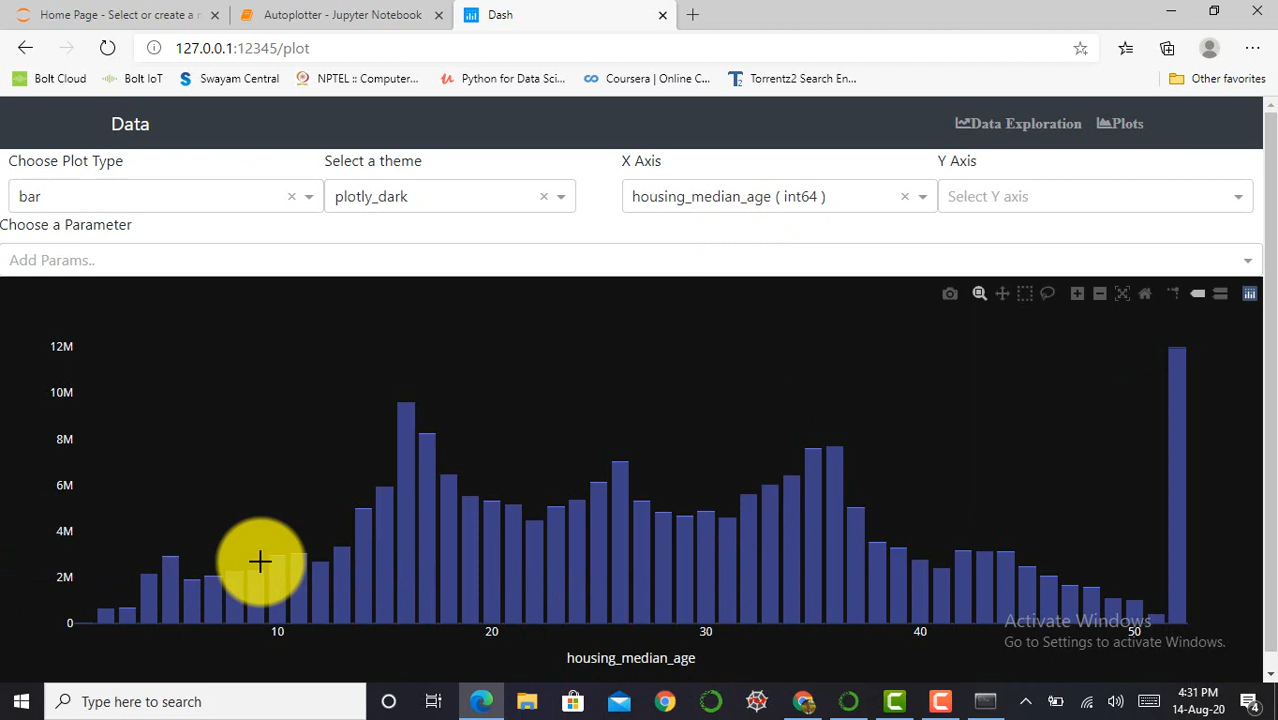 Home Page - Select or create a n
Autoplotter - Jupyter Notebook
Dash
127.0.0.1:12345/plot
Bolt Cloud
Bolt IoT
Swayam Central
NPTEL :: Computer...
Python for Data Sci...
Coursera | Online C...
Torrentz2 Search En...
Other favorites
Data
Data Exploration
Plots
Choose Plot Type
Select a theme
X Axis
Y Axis
bar
plotly_dark
housing_median_age ( int64 )
Select Y axis
Choose a Parameter
Add Params..
12M
10M
8M
6M
4M
2M
0
10
20
30
40
50
housing_median_age
Activate Windows
Go to Settings to activate Windows.
Type here to search
4:31 PM
14-Aug-20
4